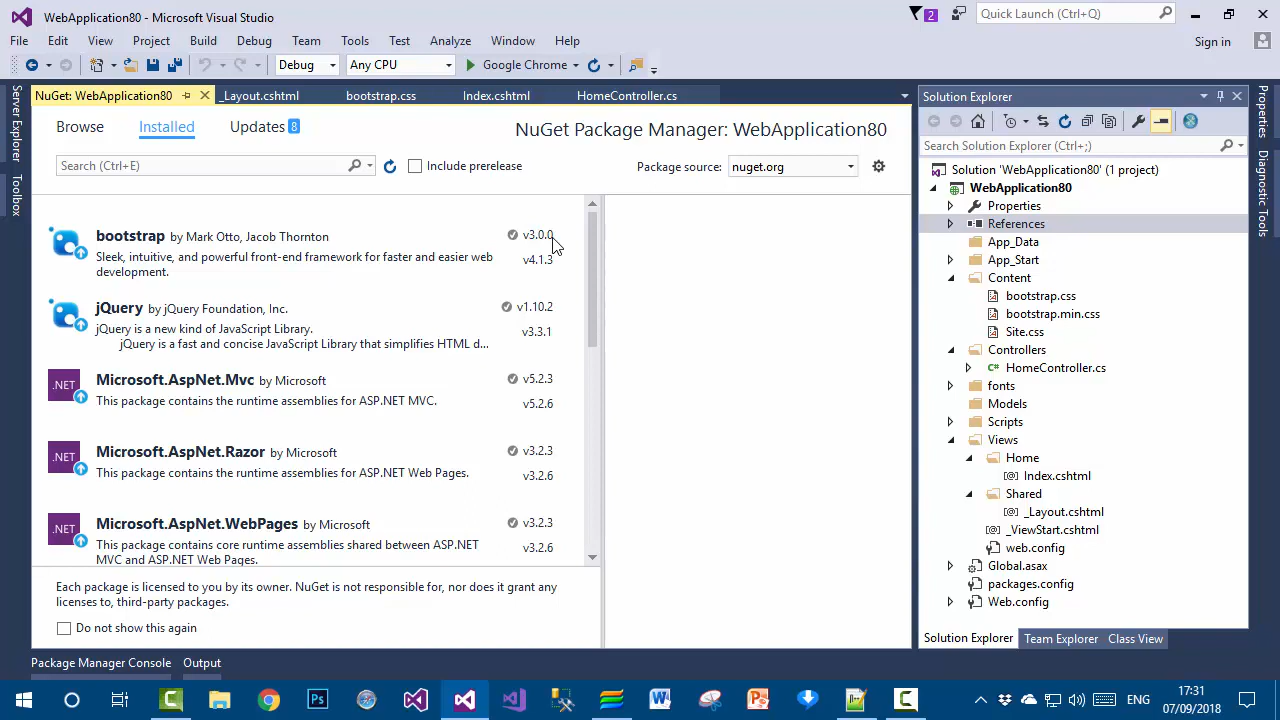 WebApplication80 - Microsoft Visual Studio
2
Quick Launch (Ctrl+Q)
File Edit View Project Build Debug Team Tools Test Analyze Window Help
Sign in
Debug Any CPU Google Chrome
Server Explorer
Toolbox
NuGet: WebApplication80 _Layout.cshtml bootstrap.css Index.cshtml HomeController.cs
Browse Installed Updates 8
NuGet Package Manager: WebApplication80
Search (Ctrl+E) Include prerelease
Package source: nuget.org
bootstrap by Mark Otto, Jacob Thornton v3.0.0
Sleek, intuitive, and powerful front-end framework for faster and easier web v4.1.3
development.
jQuery by jQuery Foundation, Inc. v1.10.2
jQuery is a new kind of JavaScript Library. v3.3.1
jQuery is a fast and concise JavaScript Library that simplifies HTML d...
.NET Microsoft.AspNet.Mvc by Microsoft v5.2.3
This package contains the runtime assemblies for ASP.NET MVC. v5.2.6
.NET Microsoft.AspNet.Razor by Microsoft v3.2.3
This package contains the runtime assemblies for ASP.NET Web Pages. v3.2.6
.NET Microsoft.AspNet.WebPages by Microsoft v3.2.3
This package contains core runtime assemblies shared between ASP.NET v3.2.6
MVC and ASP.NET Web Pages.
Each package is licensed to you by its owner. NuGet is not responsible for, nor does it grant any
licenses to, third-party packages.
Do not show this again
Solution Explorer
Search Solution Explorer (Ctrl+;)
Solution 'WebApplication80' (1 project)
WebApplication80
Properties
References
App_Data
App_Start
Content
bootstrap.css
bootstrap.min.css
Site.css
Controllers
C# HomeController.cs
fonts
Models
Scripts
Views
Home
Index.cshtml
Shared
_Layout.cshtml
_ViewStart.cshtml
web.config
Global.asax
packages.config
Web.config
Solution Explorer Team Explorer Class View
Properties
Diagnostic Tools
Package Manager Console Output
ENG
17:31
07/09/2018